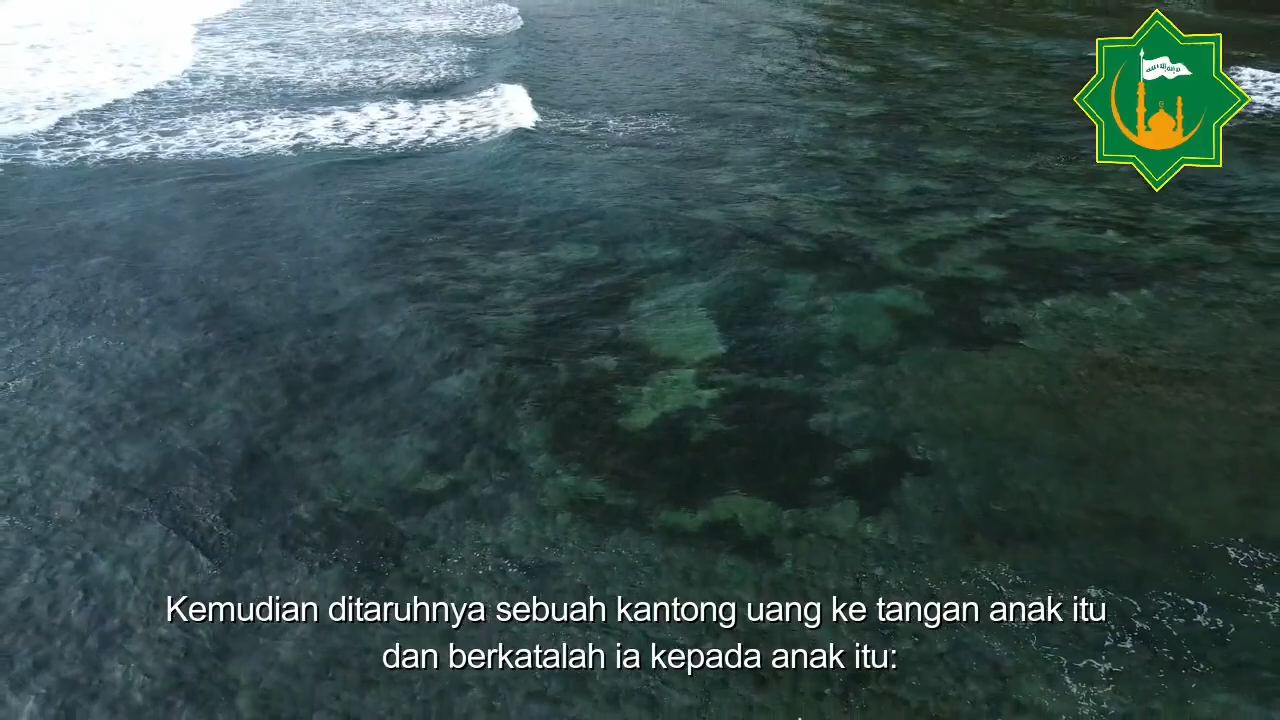 Kemudian ditaruhnya sebuah kantong uang ke tangan anak itu
dan berkatalah ia kepada anak itu: